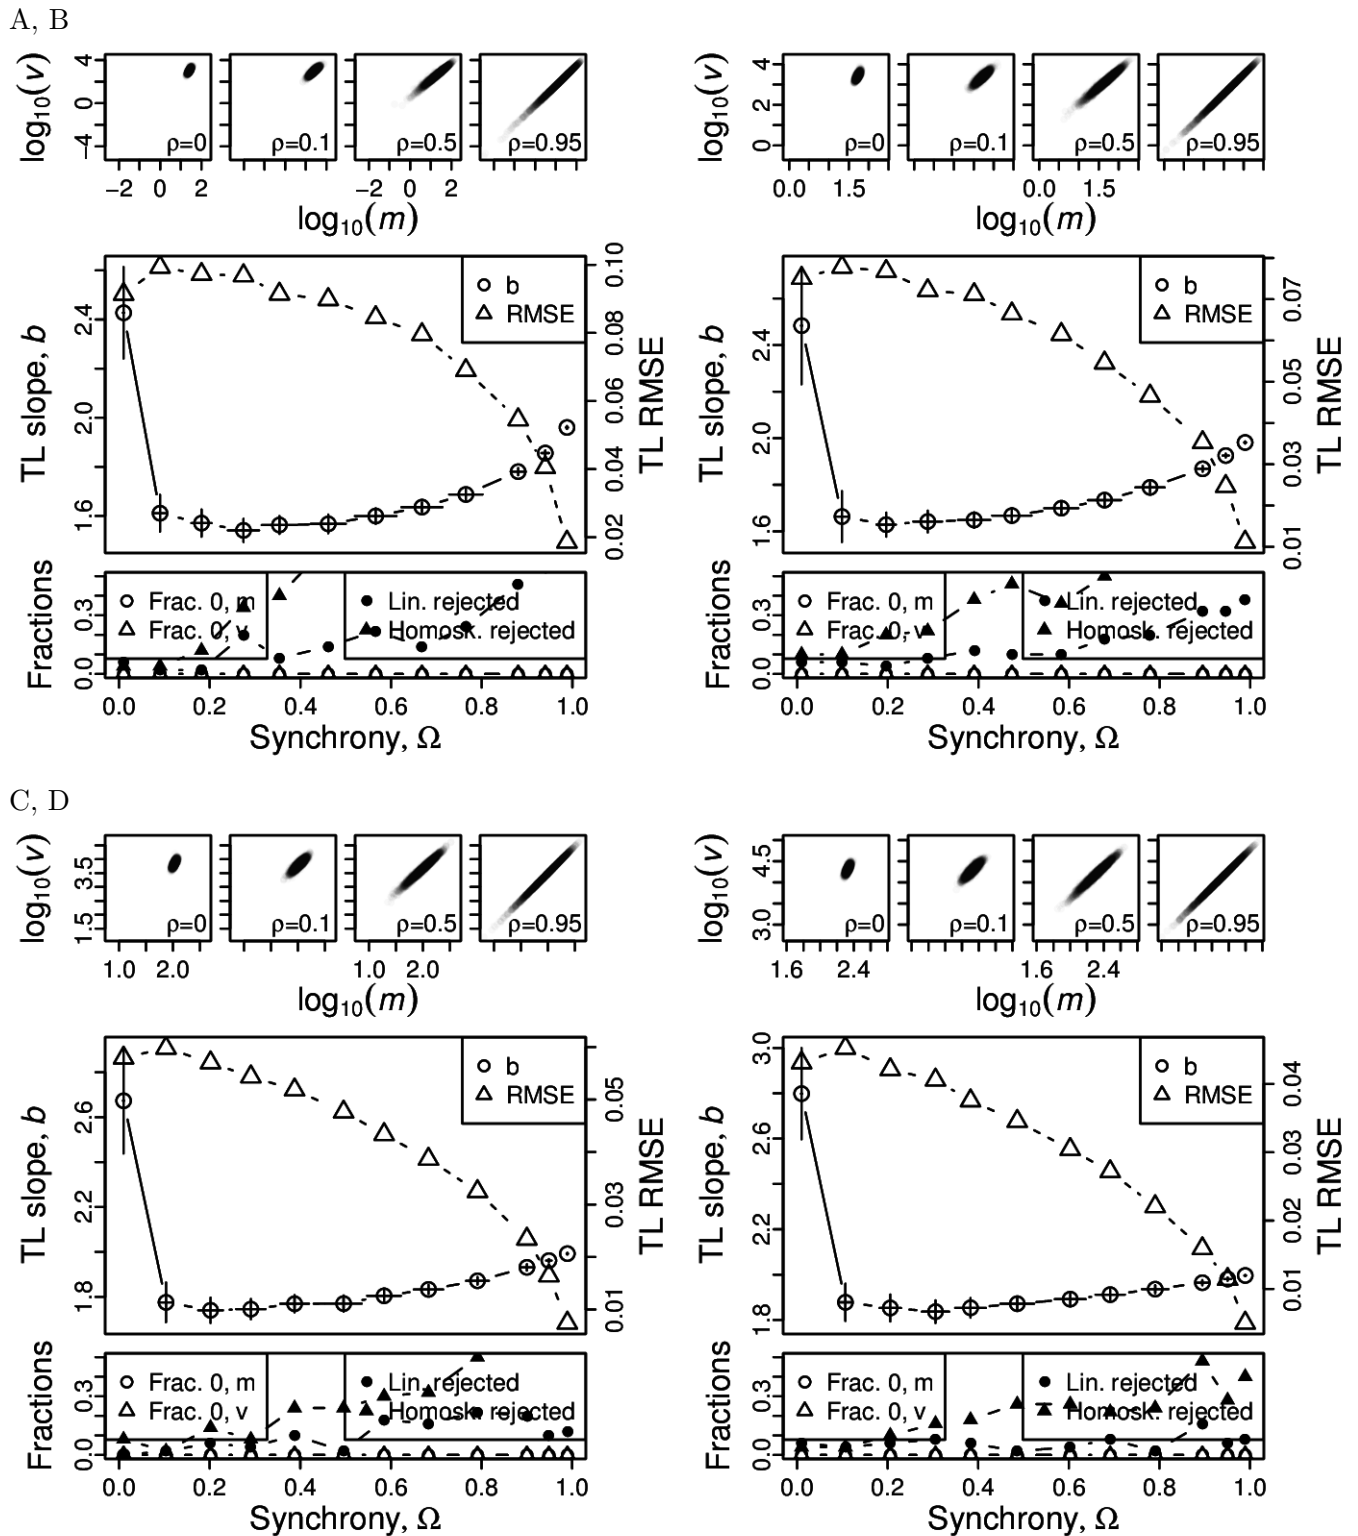 A, B
log10(v)
4
0
−4
ρ=0
ρ=0.1
ρ=0.5
ρ=0.95
−2 0 2
−2 0 2
log10(m)
log10(v)
4
2
0
ρ=0
ρ=0.1
ρ=0.5
ρ=0.95
0.0 1.5
0.0 1.5
log10(m)
TL slope, b
2.4
2.0
1.6
b
RMSE
0.10
0.08
0.06
0.04
0.02
TL RMSE
TL slope, b
2.4
2.0
1.6
b
RMSE
0.07
0.05
0.03
0.01
TL RMSE
Fractions
0.3
0.0
Frac. 0, m
Frac. 0, v
Lin. rejected
Homosk. rejected
0.0 0.2 0.4 0.6 0.8 1.0
Synchrony, Ω
Fractions
0.3
0.0
Frac. 0, m
Frac. 0, v
Lin. rejected
Homosk. rejected
0.0 0.2 0.4 0.6 0.8 1.0
Synchrony, Ω
C, D
log10(v)
3.5
1.5
ρ=0
ρ=0.1
ρ=0.5
ρ=0.95
1.0 2.0
1.0 2.0
log10(m)
log10(v)
4.5
3.0
ρ=0
ρ=0.1
ρ=0.5
ρ=0.95
1.6 2.4
1.6 2.4
log10(m)
TL slope, b
2.6
2.2
1.8
b
RMSE
0.05
0.03
0.01
TL RMSE
TL slope, b
3.0
2.6
2.2
1.8
b
RMSE
0.04
0.03
0.02
0.01
TL RMSE
Fractions
0.3
0.0
Frac. 0, m
Frac. 0, v
Lin. rejected
Homosk. rejected
0.0 0.2 0.4 0.6 0.8 1.0
Synchrony, Ω
Fractions
0.3
0.0
Frac. 0, m
Frac. 0, v
Lin. rejected
Homosk. rejected
0.0 0.2 0.4 0.6 0.8 1.0
Synchrony, Ω